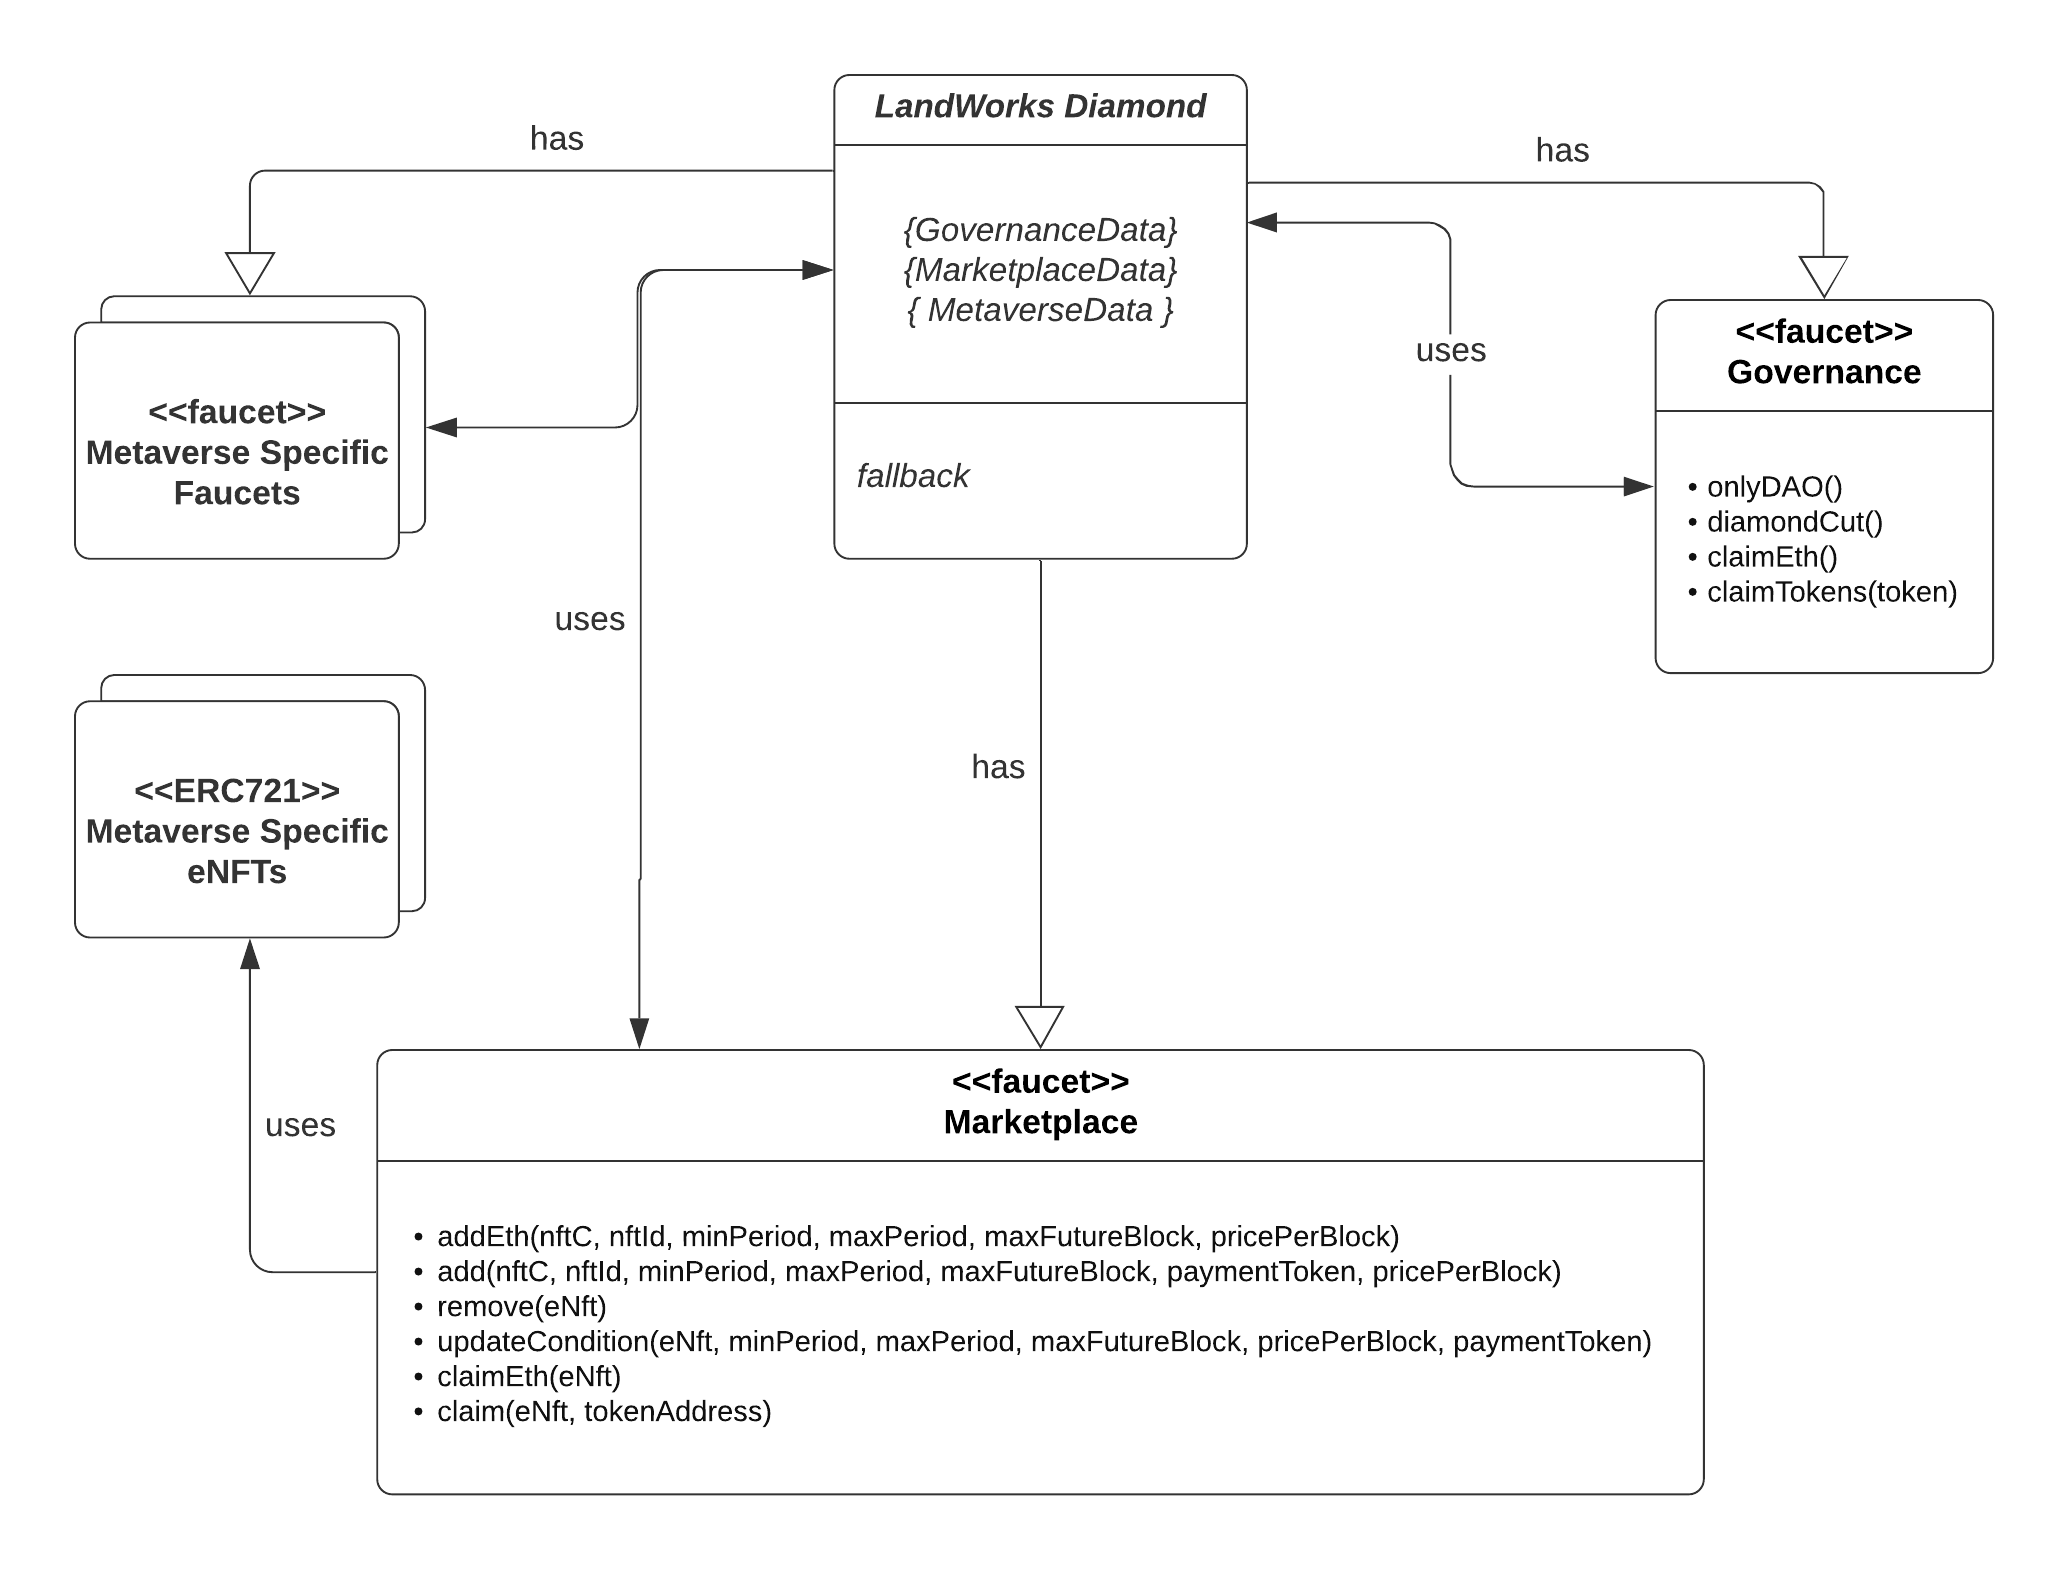 LandWorks Diamond
{GovernanceData}
{MarketplaceData}
{ MetaverseData }
fallback
has
has
<<faucet>>
Metaverse Specific
Faucets
uses
<<faucet>>
Governance
• onlyDAO()
• diamondCut()
• claimEth()
• claimTokens(token)
uses
<<ERC721>>
Metaverse Specific
eNFTs
has
uses
<<faucet>>
Marketplace
• addEth(nftC, nftId, minPeriod, maxPeriod, maxFutureBlock, pricePerBlock)
• add(nftC, nftId, minPeriod, maxPeriod, maxFutureBlock, paymentToken, pricePerBlock)
• remove(eNft)
• updateCondition(eNft, minPeriod, maxPeriod, maxFutureBlock, pricePerBlock, paymentToken)
• claimEth(eNft)
• claim(eNft, tokenAddress)